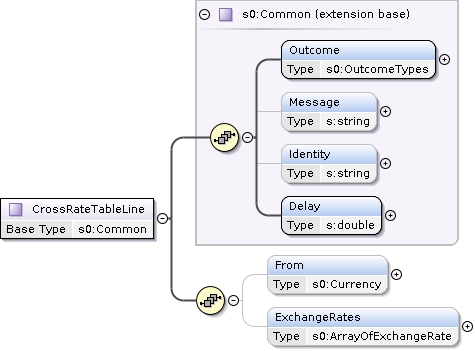 s0:Common (extension base)
Outcome
Type s0:OutcomeTypes
Message
Type s:string
Identity
Type s:string
Delay
Type s:double
CrossRateTableLine
Base Type s0:Common
From
Type s0:Currency
ExchangeRates
Type s0:ArrayOfExchangeRate